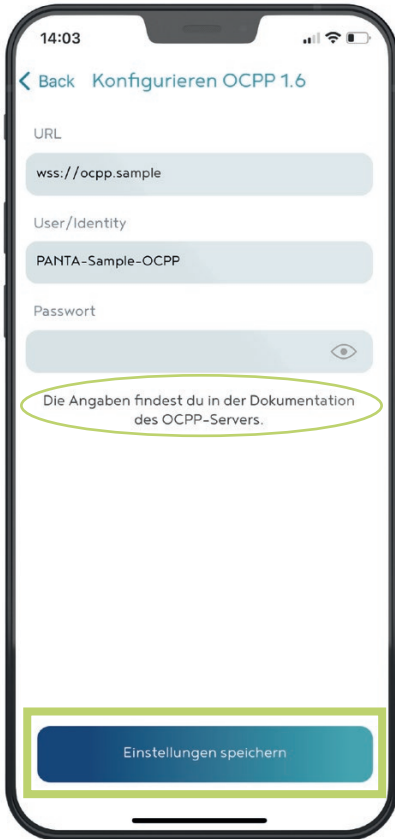 14:03
Back Konfigurieren OCPP 1.6
URL
wss://ocpp.sample
User/Identity
PANTA-Sample-OCPP
Passwort
Die Angaben findest du in der Dokumentation
des OCPP-Servers.
Einstellungen speichern